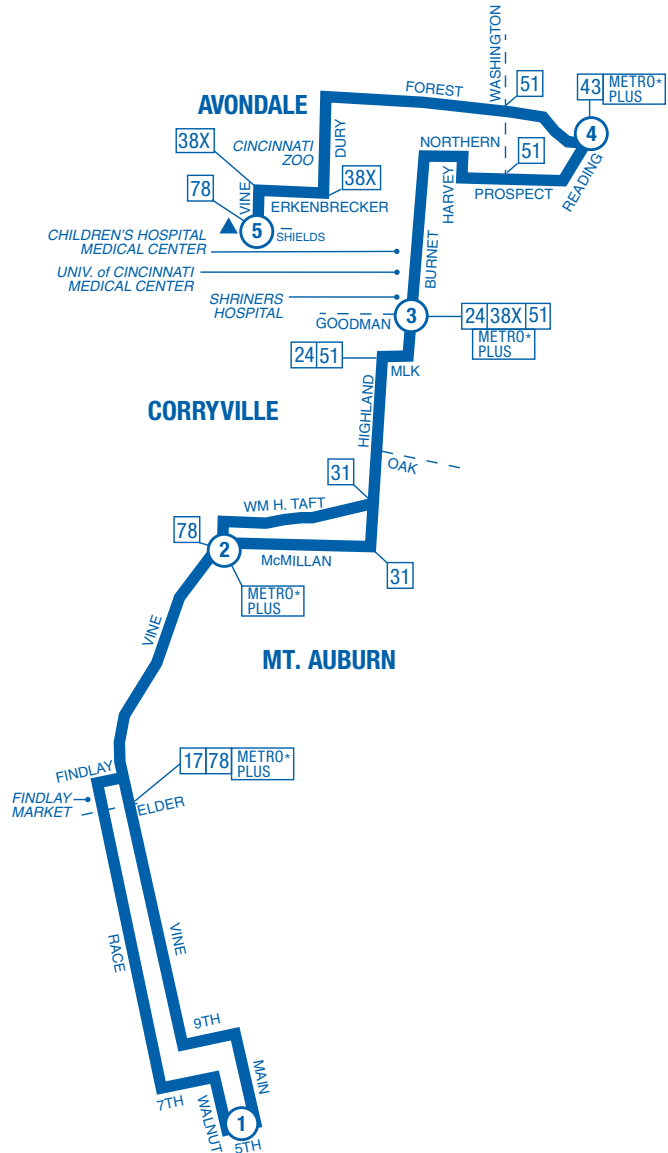 WASHINGTON
FOREST
51
43 METRO*
PLUS
AVONDALE
4
38X
CINCINNATI
ZOO
DURY
NORTHERN
51
78
VINE
38X
HARVEY
PROSPECT
READING
ERKENBRECKER
5
SHIELDS
CHILDREN'S HOSPITAL
MEDICAL CENTER
BURNET
UNIV. of CINCINNATI
MEDICAL CENTER
SHRINERS
HOSPITAL
GOODMAN
3
24 38X 51
METRO*
PLUS
24 51
MLK
HIGHLAND
CORRYVILLE
OAK
31
WM H. TAFT
78
2
McMILLAN
31
METRO*
PLUS
VINE
MT. AUBURN
17 78 METRO*
PLUS
FINDLAY
FINDLAY
MARKET
ELDER
RACE
VINE
9TH
MAIN
7TH
WALNUT
1
5TH